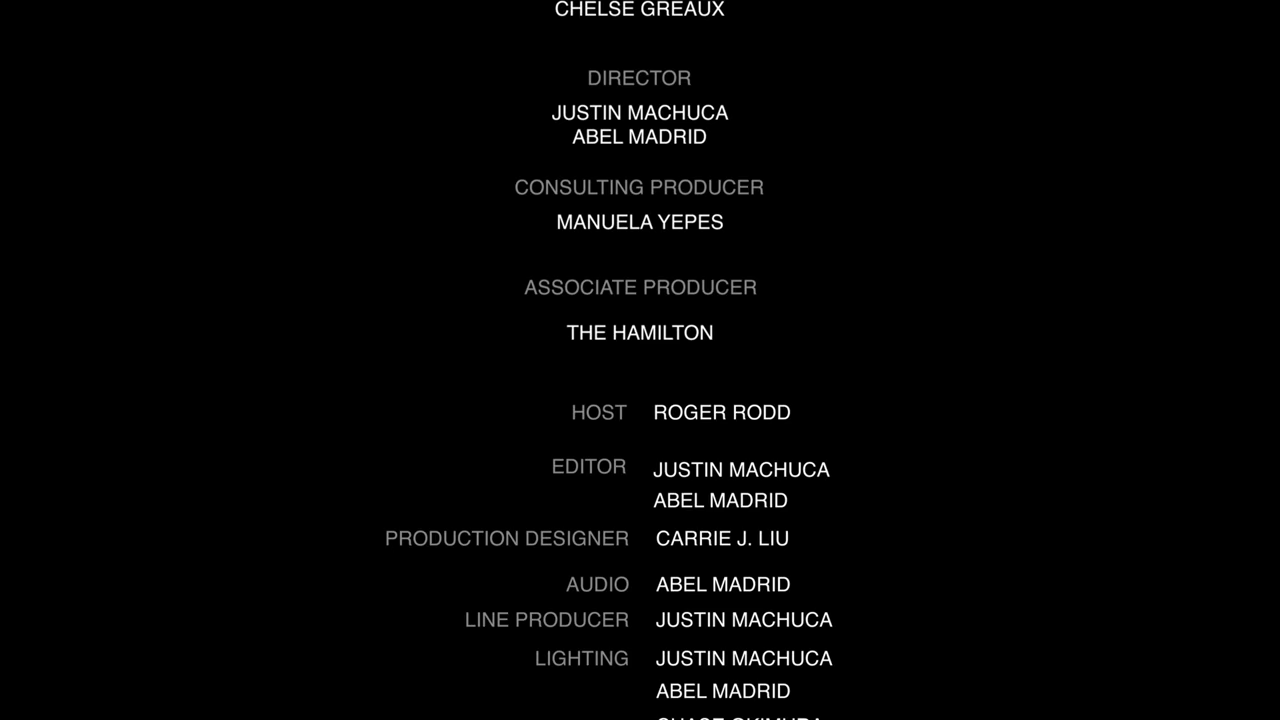 CHELSE GREAUX
DIRECTOR
JUSTIN MACHUCA
ABEL MADRID
CONSULTING PRODUCER
MANUELA YEPES
ASSOCIATE PRODUCER
THE HAMILTON
HOST ROGER RODD
EDITOR JUSTIN MACHUCA
ABEL MADRID
PRODUCTION DESIGNER CARRIE J. LIU
AUDIO ABEL MADRID
LINE PRODUCER JUSTIN MACHUCA
LIGHTING JUSTIN MACHUCA
ABEL MADRID